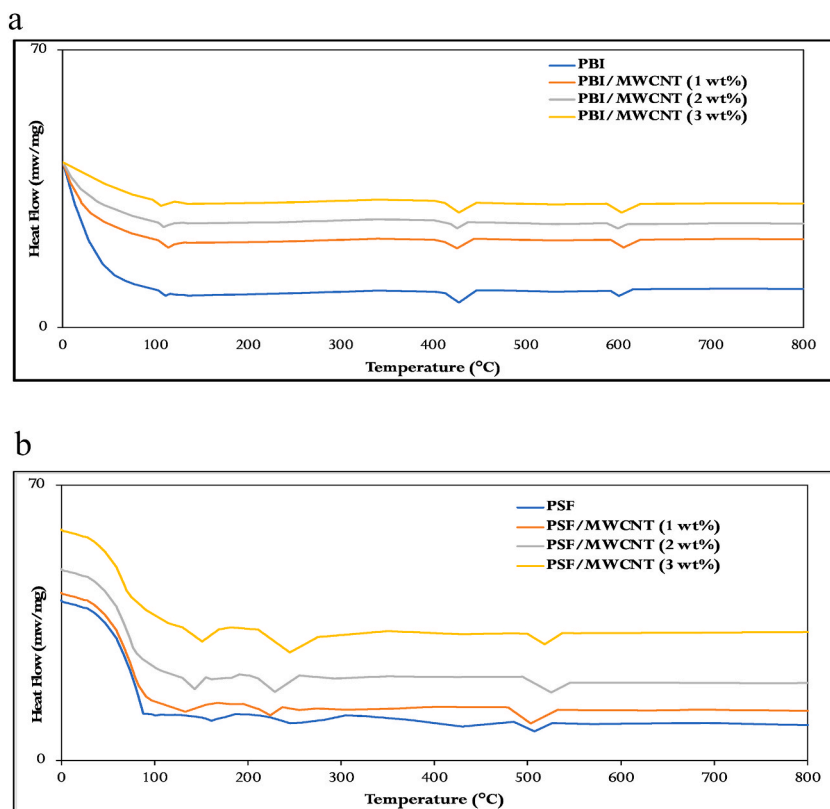 a
70
PBI
PBI/MWCNT (1 wt%)
PBI/MWCNT (2 wt%)
PBI/MWCNT (3 wt%)
Heat Flow (mw/mg)
0
0 100 200 300 400 500 600 700 800
Temperature (°C)
b
70
PSF
PSF/MWCNT (1 wt%)
PSF/MWCNT (2 wt%)
PSF/MWCNT (3 wt%)
Heat Flow (mw/mg)
0
0 100 200 300 400 500 600 700 800
Temperature (°C)